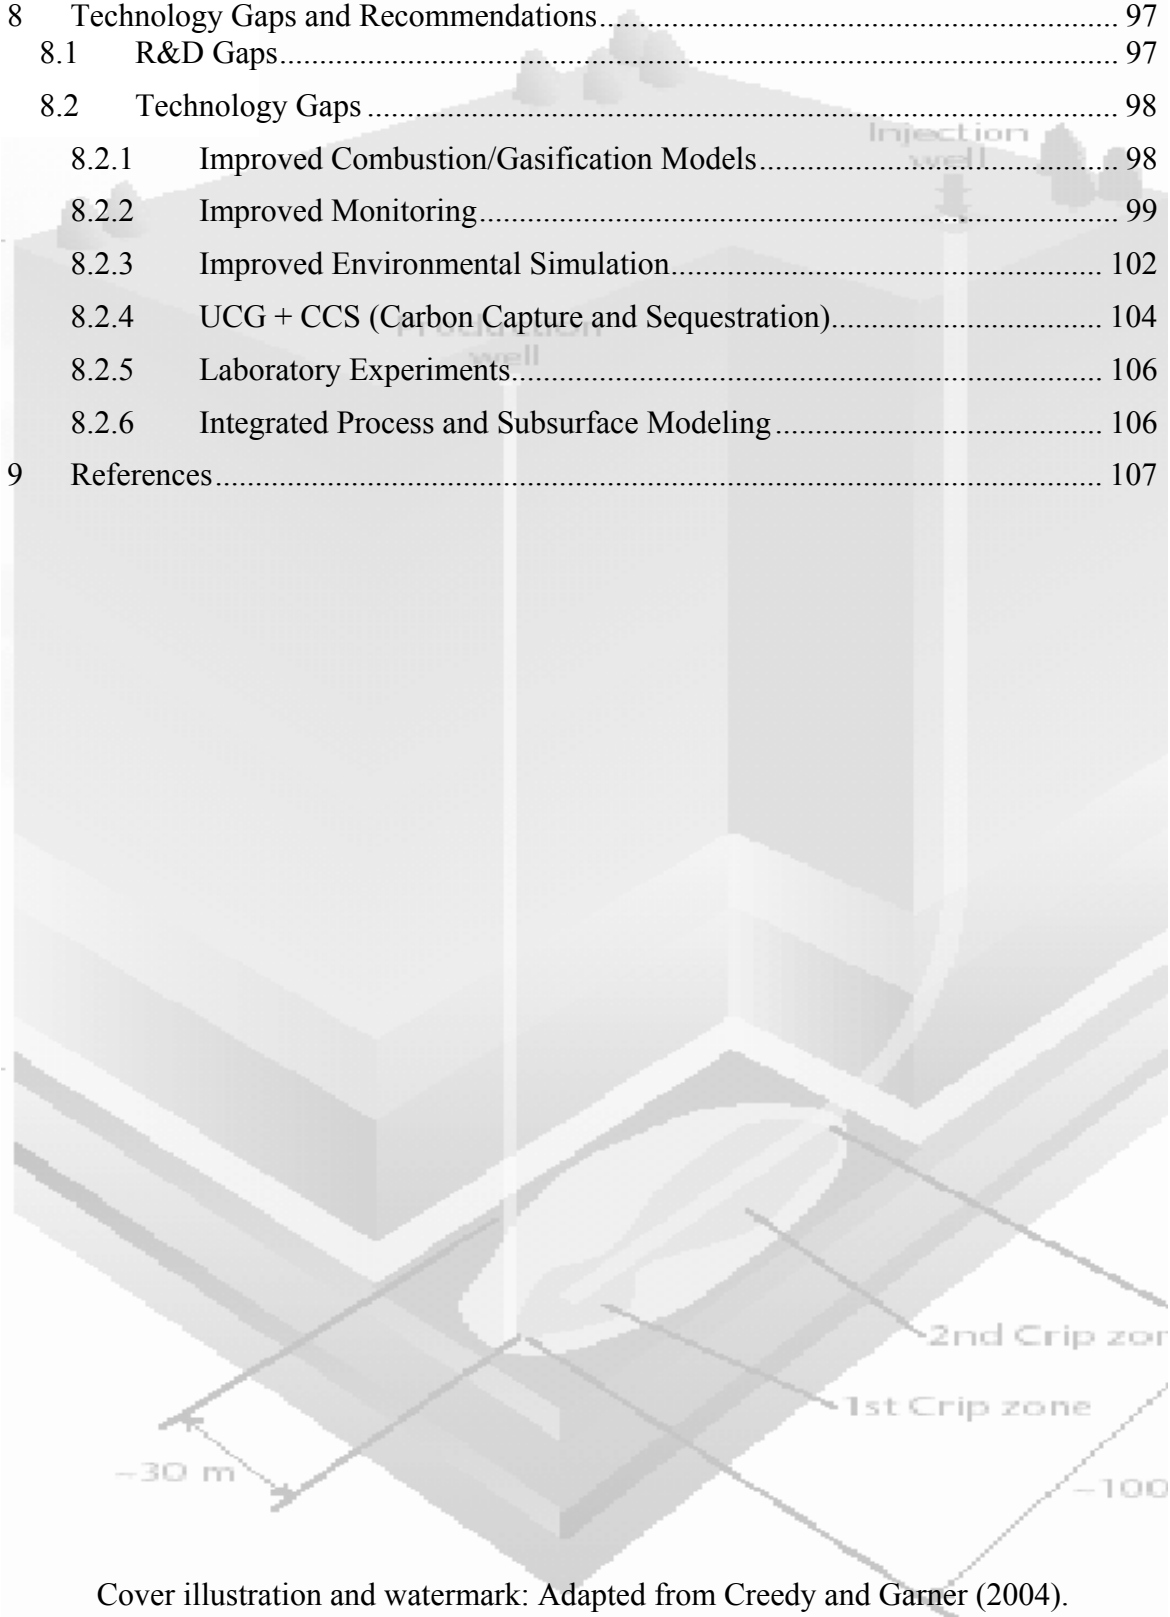 8 Technology Gaps and Recommendations.......... 97
8.1 R&D Gaps.......... 97
8.2 Technology Gaps .......... 98
8.2.1 Improved Combustion/Gasification Models.......... 98
8.2.2 Improved Monitoring.......... 99
8.2.3 Improved Environmental Simulation.......... 102
8.2.4 UCG + CCS (Carbon Capture and Sequestration).......... 104
8.2.5 Laboratory Experiments.......... 106
8.2.6 Integrated Process and Subsurface Modeling .......... 106
9 References.......... 107
Injection
well
Production
well
2nd Crip zon
1st Crip zone
~30 m
~100
Cover illustration and watermark: Adapted from Creedy and Garner (2004).